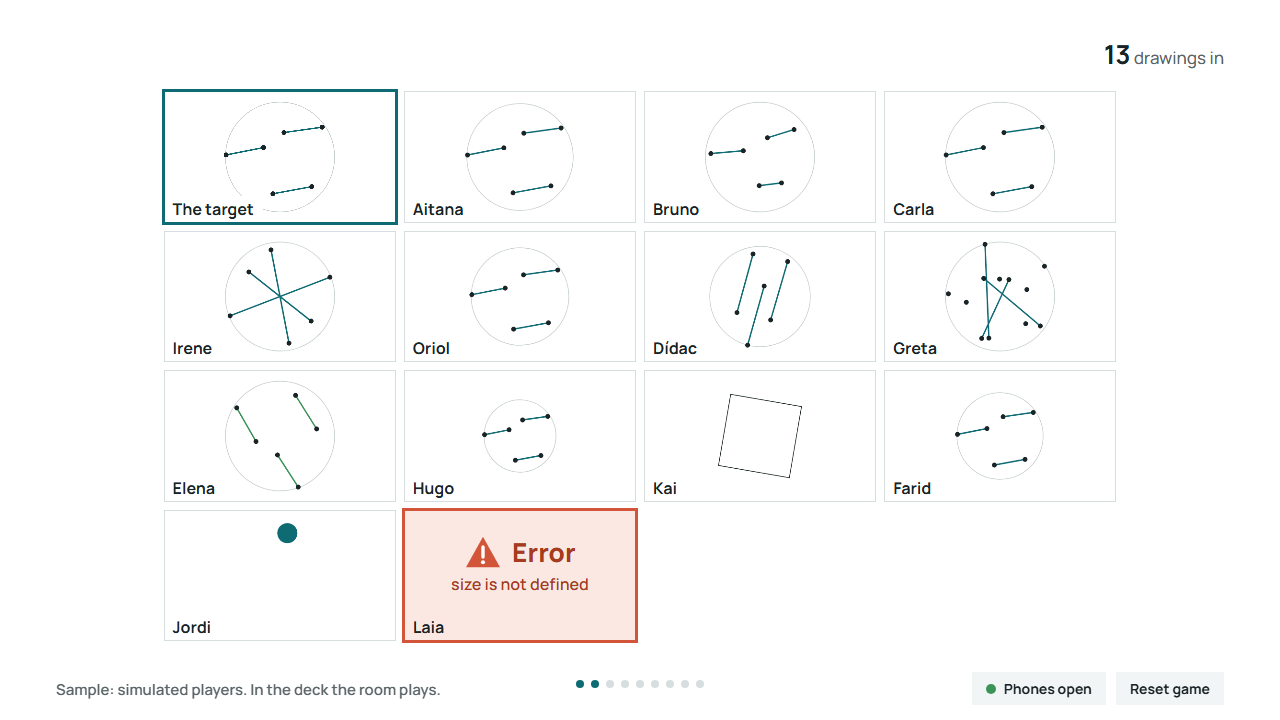 13 drawings in
The target
Aitana
Bruno
Carla
Irene
Oriol
Dídac
Greta
Elena
Hugo
Kai
Farid
Jordi
Error
size is not defined
Laia
Sample: simulated players. In the deck the room plays.
Phones open
Reset game